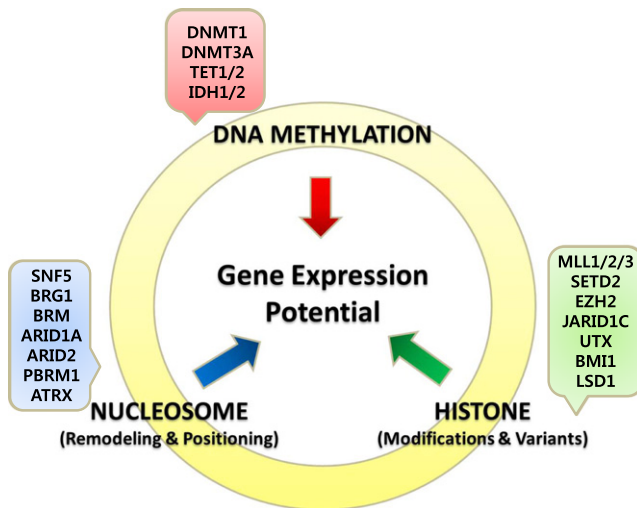 DNMT1
DNMT3A
TET1/2
IDH1/2
DNA METHYLATION
Gene Expression
Potential
SNF5
BRG1
BRM
ARID1A
ARID2
PBRM1
ATRX
MLL1/2/3
SETD2
EZH2
JARID1C
UTX
BMI1
LSD1
NUCLEOSOME
(Remodeling & Positioning)
HISTONE
(Modifications & Variants)